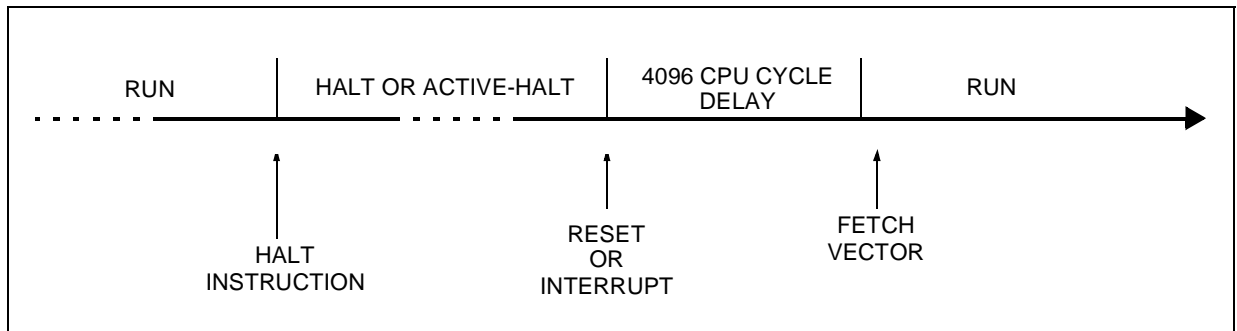 RUN
HALT OR ACTIVE-HALT
4096 CPU CYCLE
DELAY
RUN
HALT
INSTRUCTION
RESET
OR
INTERRUPT
FETCH
VECTOR